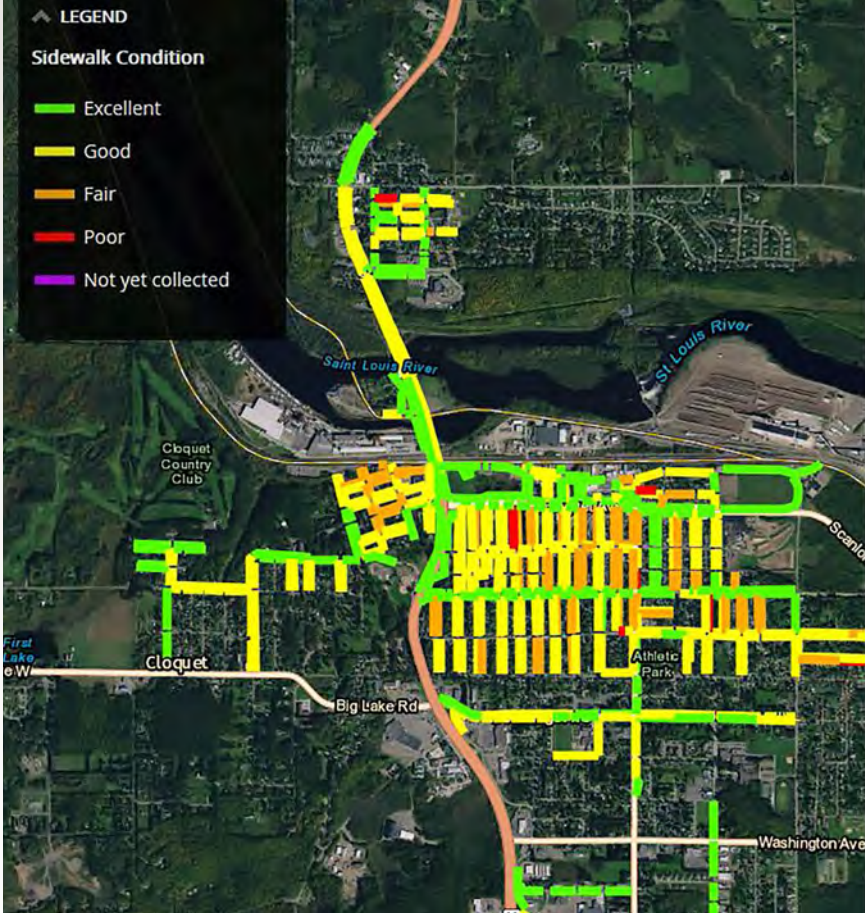 LEGEND
Sidewalk Condition
Excellent
Good
Fair
Poor
Not yet collected
St. Louis River
Saint Louis River
Cloquet
Country
Club
Scanlo
First
Lake
e W
Cloquet
Athletic
Park
Big Lake Rd
Washington Ave